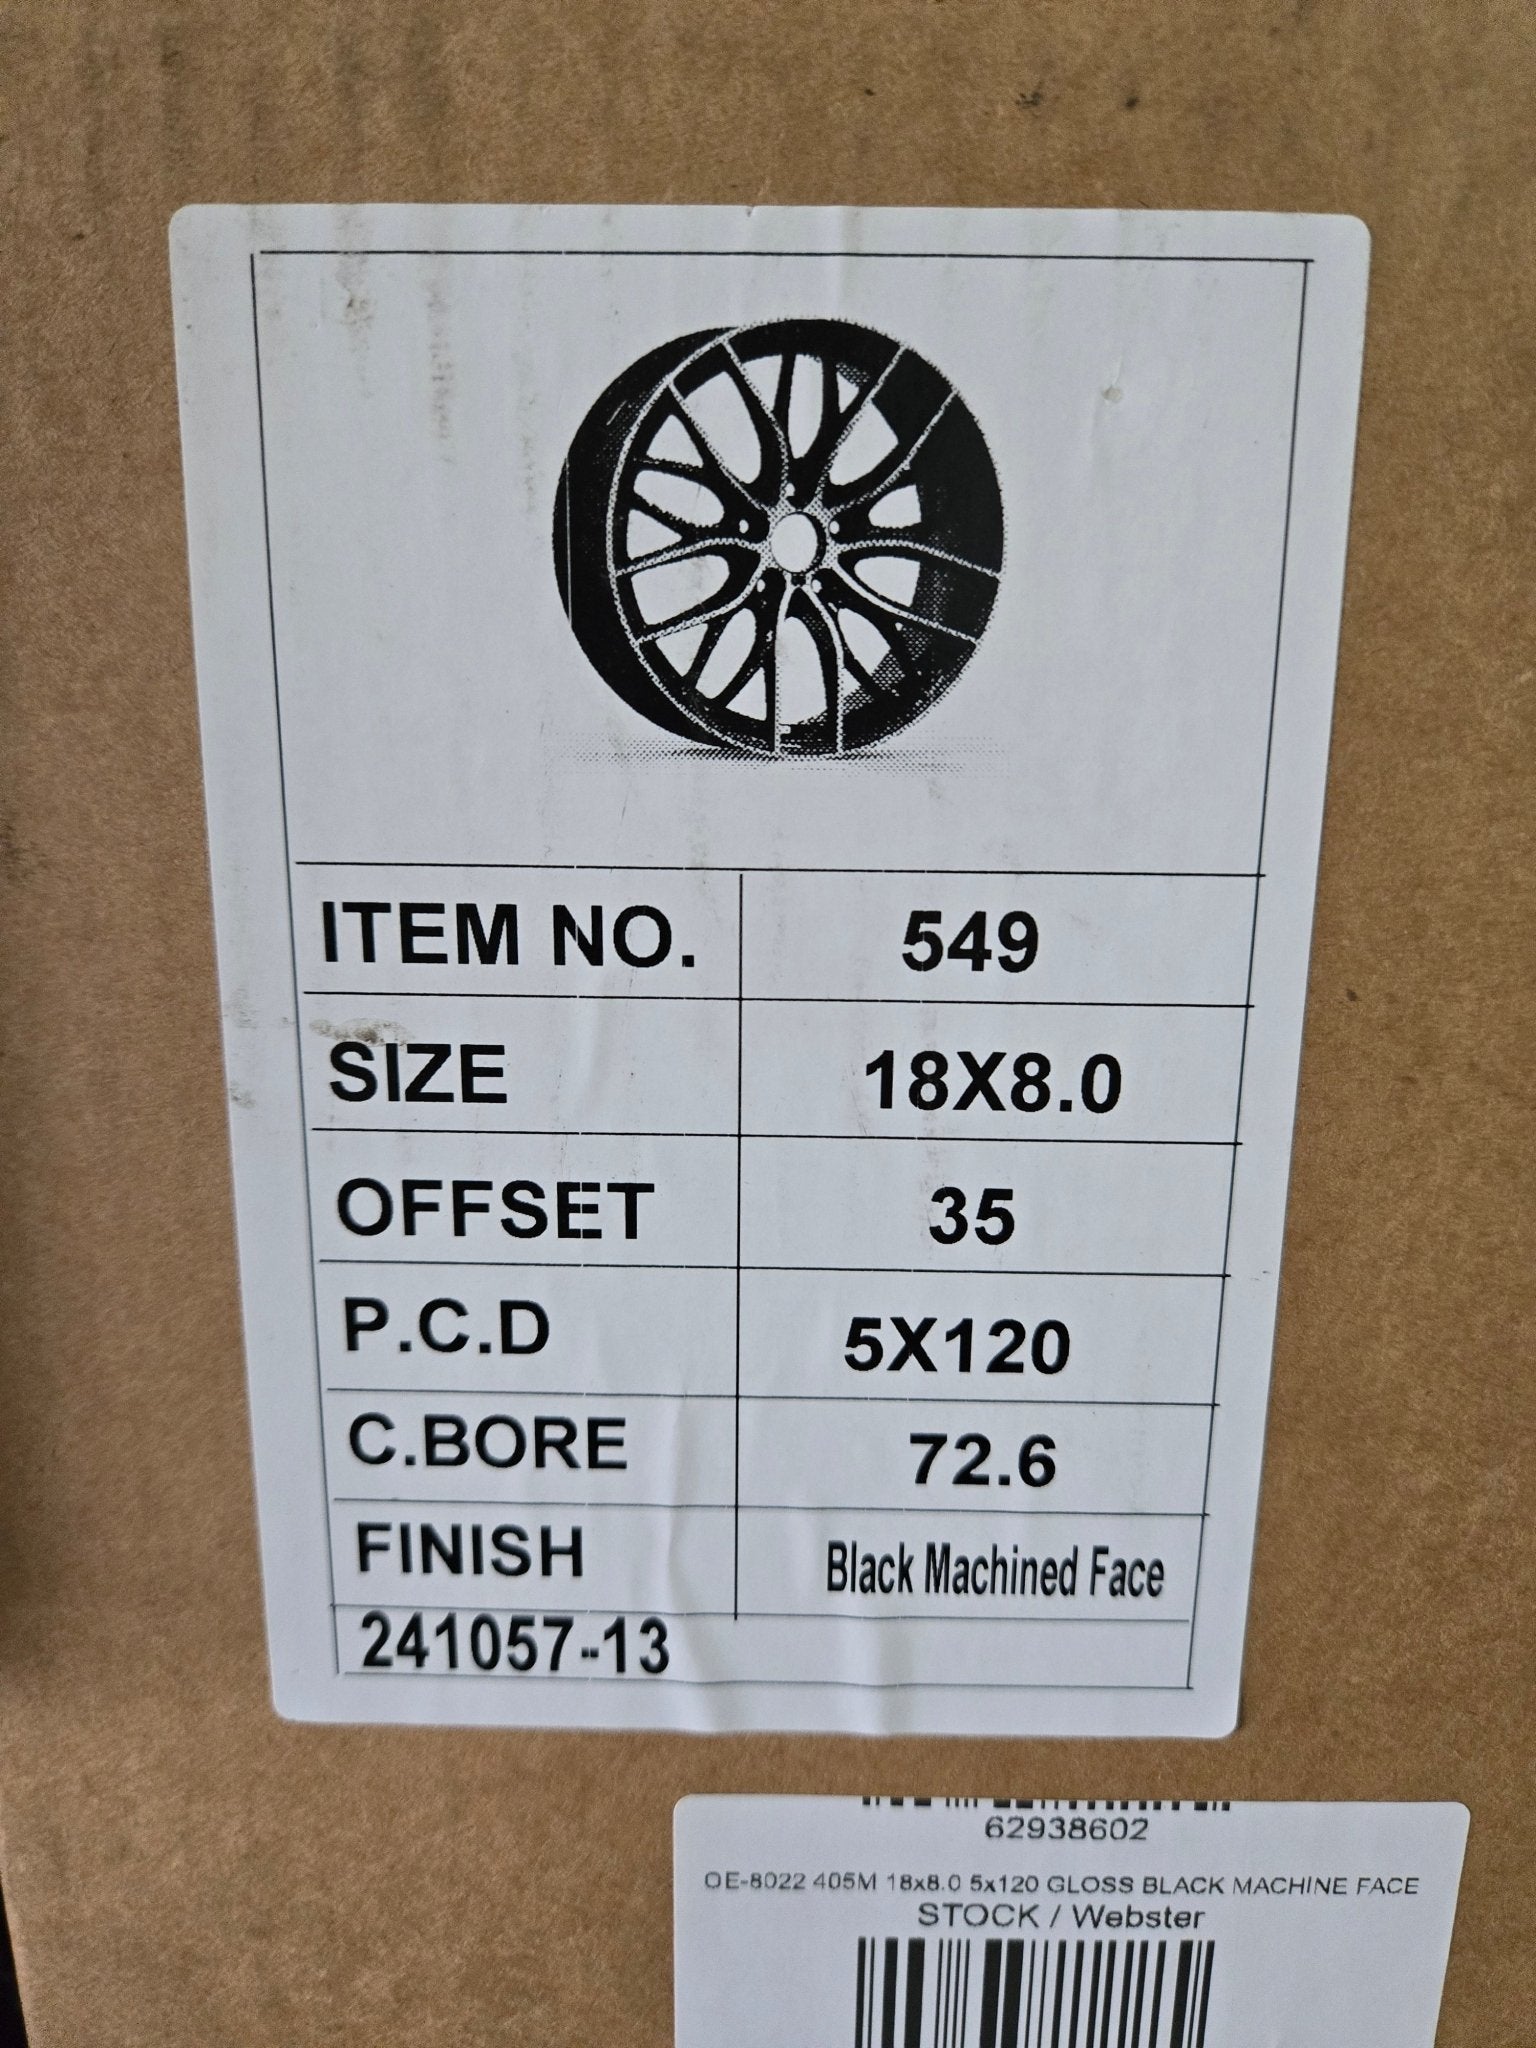 ITEM NO. 549
SIZE 18X8.0
OFFSET 35
P.C.D 5X120
C.BORE 72.6
FINISH Black Machined Face
241057-13
62938602
OE-8022 405M 18x8.0 5x120 GLOSS BLACK MACHINE FACE
STOCK / Webster